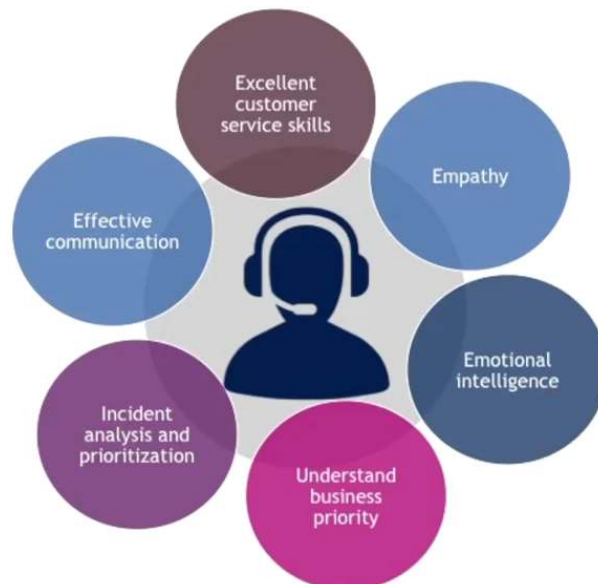 Excellent
customer
service skills
Empathy
Emotional
intelligence
Understand
business
priority
Incident
analysis and
prioritization
Effective
communication